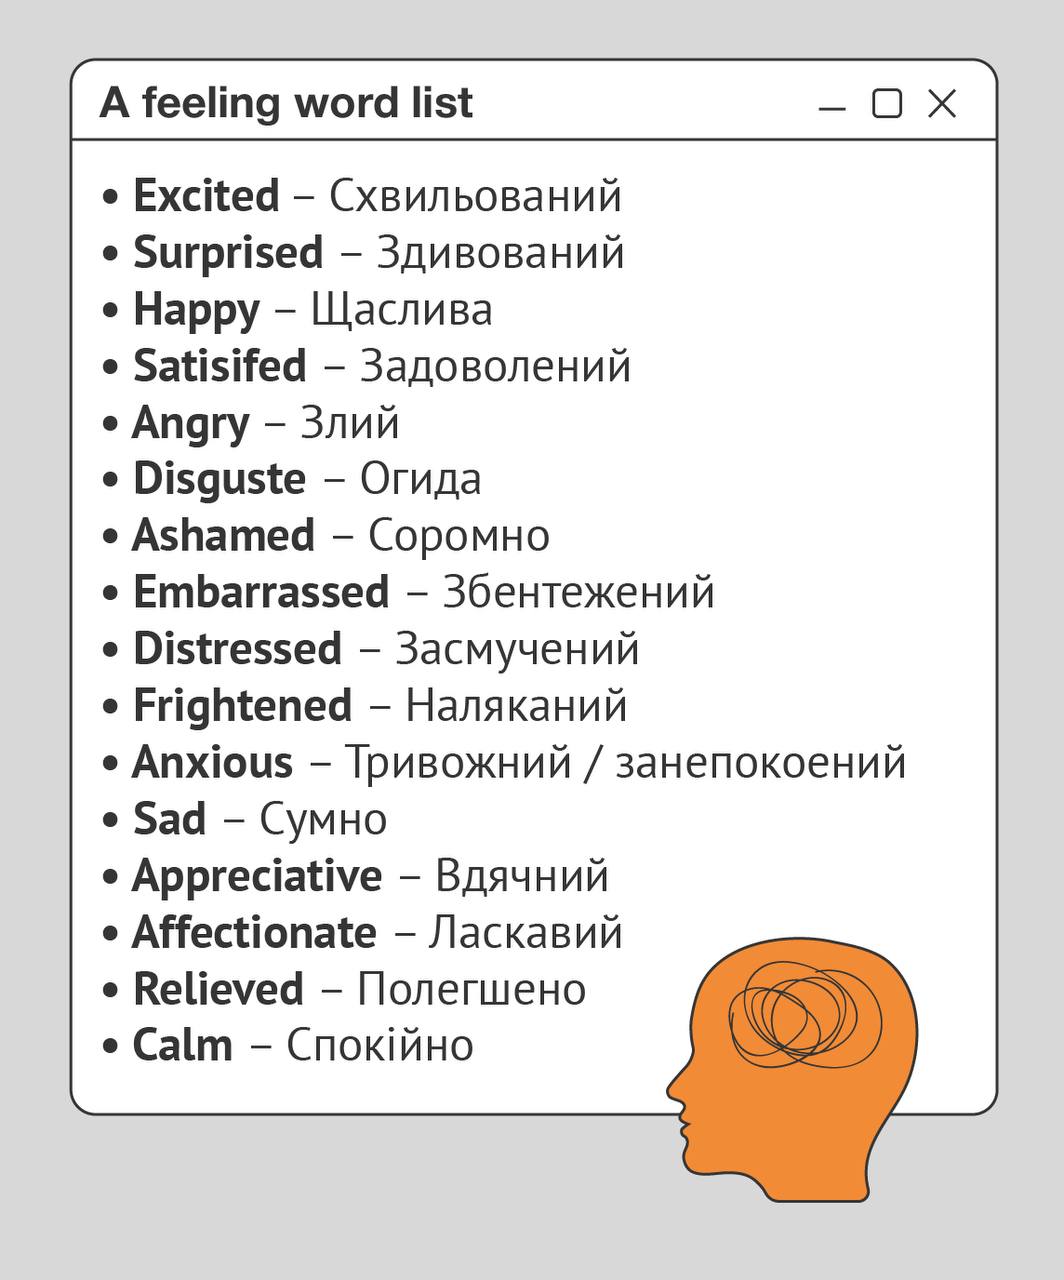 A feeling word list
• Excited – Схвильований
• Surprised – Здивований
• Happy – Щаслива
• Satisifed – Задоволений
• Angry – Злий
• Disguste – Огида
• Ashamed – Соромно
• Embarrassed – Збентежений
• Distressed – Засмучений
• Frightened – Наляканий
• Anxious – Тривожний / занепокоений
• Sad – Сумно
• Appreciative – Вдячний
• Affectionate – Ласкавий
• Relieved – Полегшено
• Calm – Спокійно